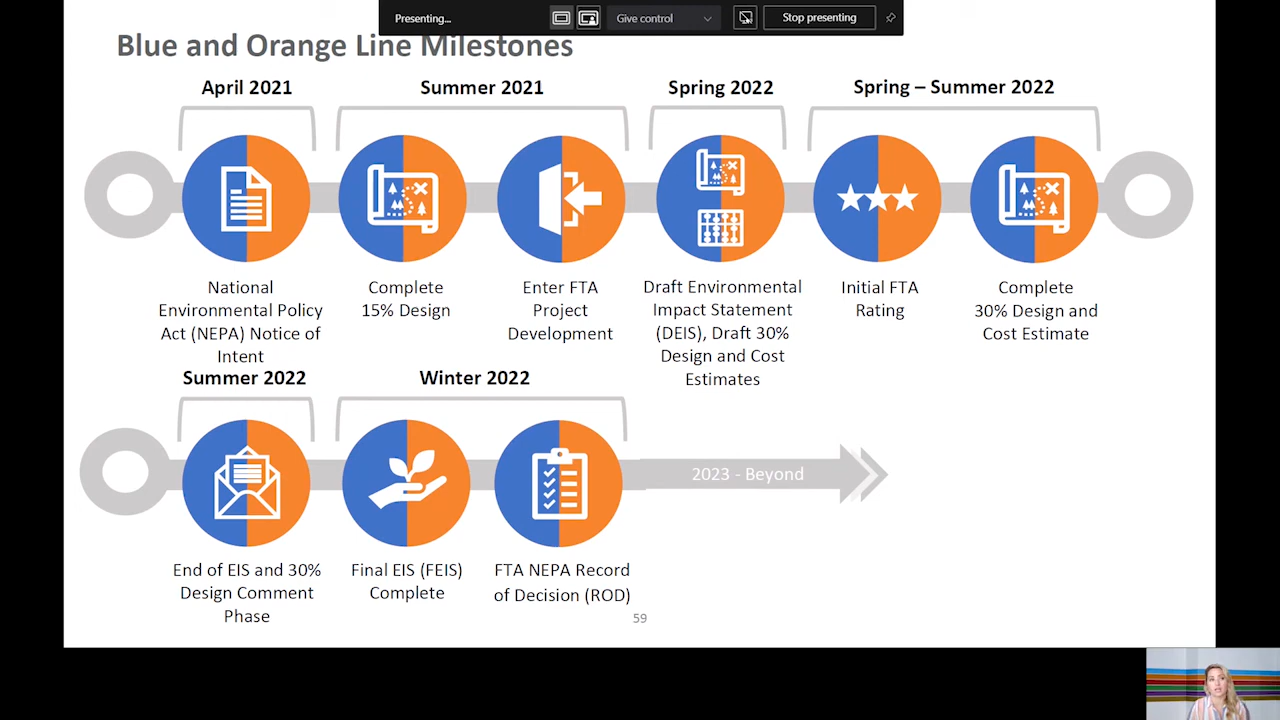 Presenting...
Give control
Stop presenting
Blue and Orange Line Milestones
April 2021
Summer 2021
Spring 2022
Spring – Summer 2022
National
Environmental Policy
Act (NEPA) Notice of
Intent
Complete
15% Design
Enter FTA
Project
Development
Draft Environmental
Impact Statement
(DEIS), Draft 30%
Design and Cost
Estimates
Initial FTA
Rating
Complete
30% Design and
Cost Estimate
Summer 2022
Winter 2022
2023 - Beyond
End of EIS and 30%
Design Comment
Phase
Final EIS (FEIS)
Complete
FTA NEPA Record
of Decision (ROD)
59